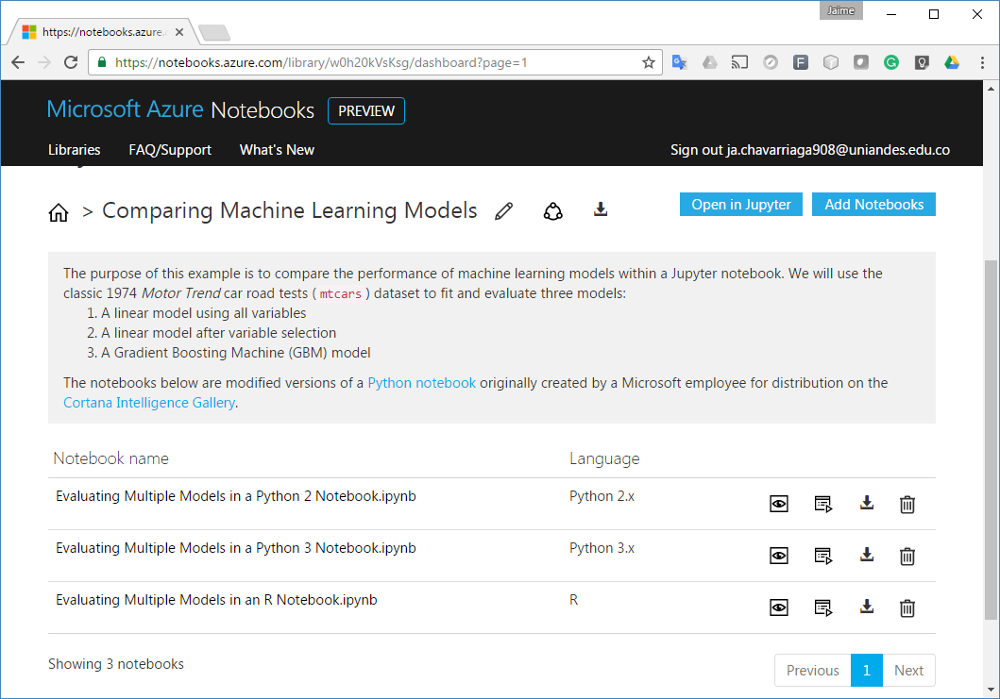 Jaime
https://notebooks.azure.c
https://notebooks.azure.com/library/w0h20kVsKsg/dashboard?page=1
Microsoft Azure Notebooks PREVIEW
Libraries FAQ/Support What's New Sign out ja.chavarriaga908@uniandes.edu.co
> Comparing Machine Learning Models Open in Jupyter Add Notebooks
The purpose of this example is to compare the performance of machine learning models within a Jupyter notebook. We will use the
classic 1974 Motor Trend car road tests ( mtcars ) dataset to fit and evaluate three models:
1. A linear model using all variables
2. A linear model after variable selection
3. A Gradient Boosting Machine (GBM) model
The notebooks below are modified versions of a Python notebook originally created by a Microsoft employee for distribution on the
Cortana Intelligence Gallery.
Notebook name Language
Evaluating Multiple Models in a Python 2 Notebook.ipynb Python 2.x
Evaluating Multiple Models in a Python 3 Notebook.ipynb Python 3.x
Evaluating Multiple Models in an R Notebook.ipynb R
Showing 3 notebooks Previous 1 Next